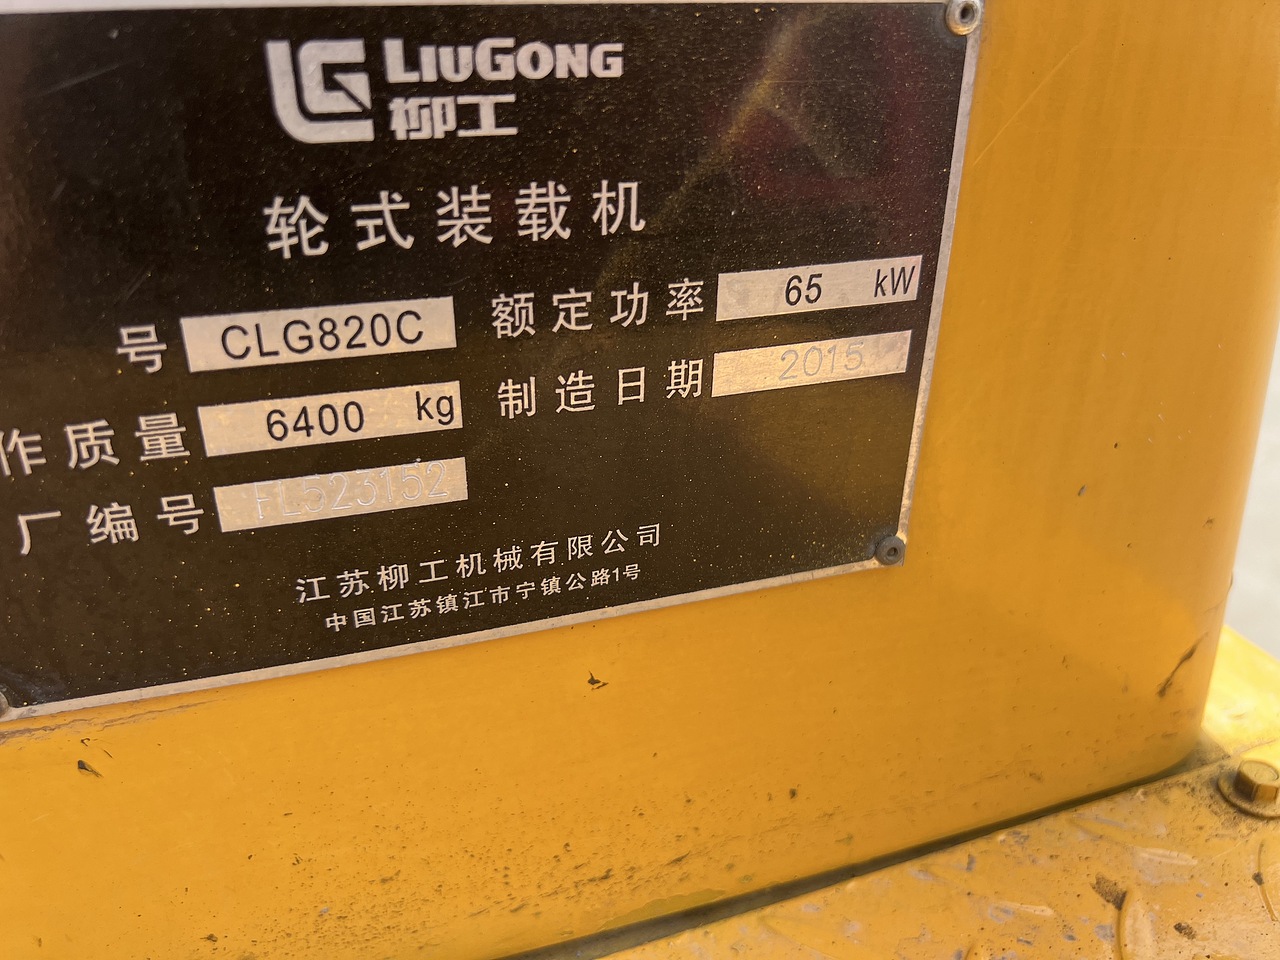 LG LIUGONG
柳工
轮式装载机
号 CLG820C 额定功率 65 kW
作质量 6400 kg 制造日期 2015
厂编号 FL523152
江苏柳工机械有限公司
中国江苏镇江市宁镇公路1号